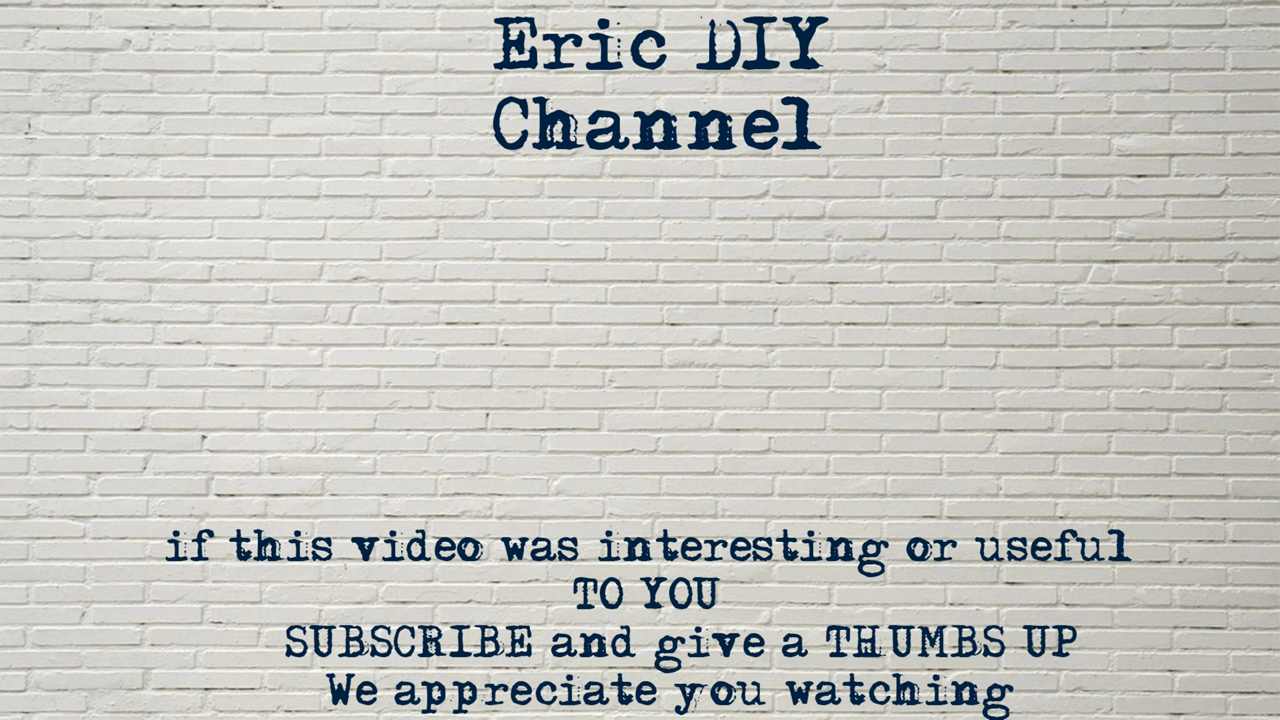 Eric DIY
Channel
if this video was interesting or useful
TO YOU
SUBSCRIBE and give a THUMBS UP
We appreciate you watching